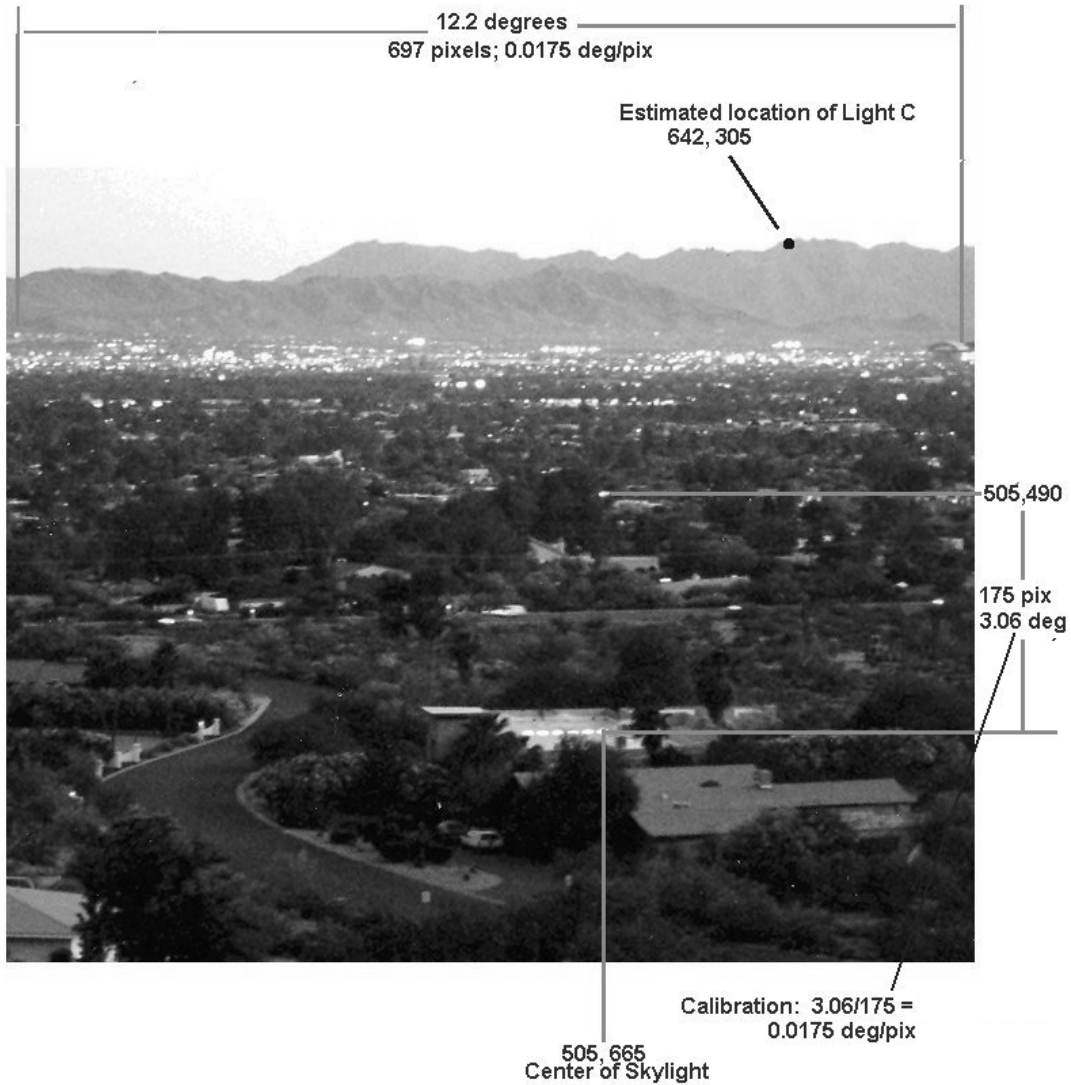 12.2 degrees
697 pixels; 0.0175 deg/pix
Estimated location of Light C
642, 305
505,490
175 pix
3.06 deg
Calibration: 3.06/175 =
0.0175 deg/pix
505, 665
Center of Skylight